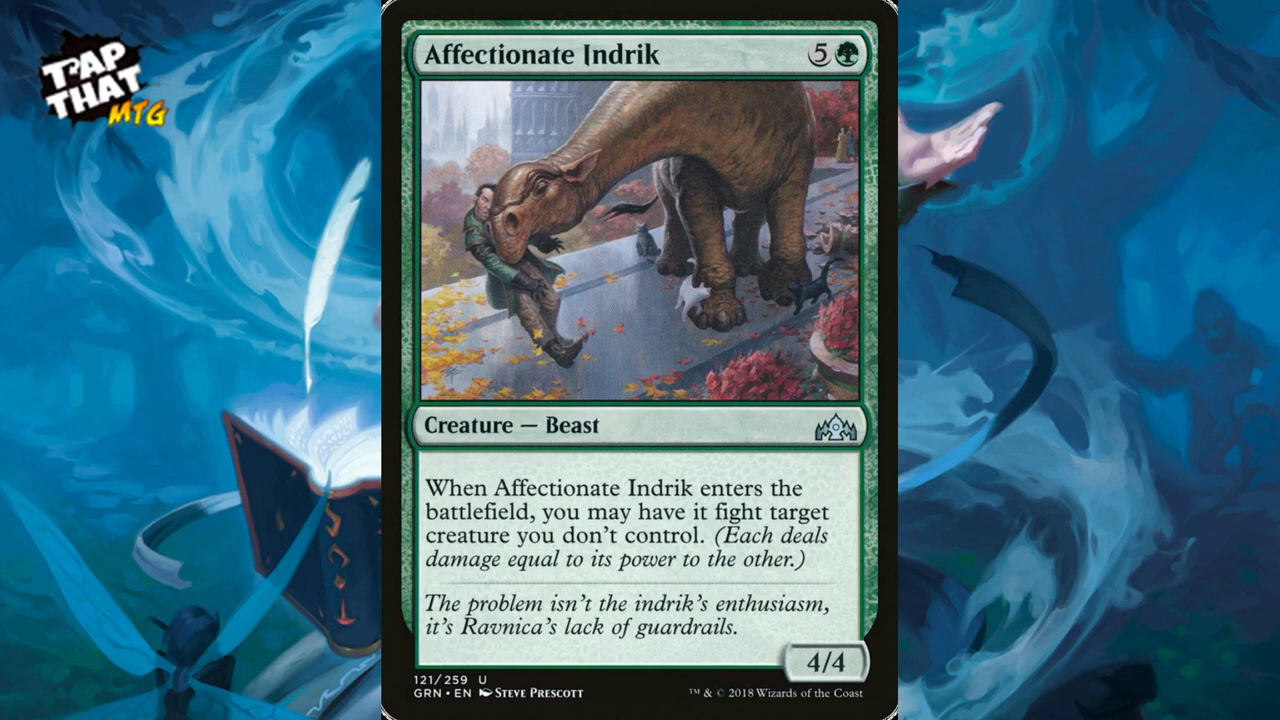 TRAP
THAT
MTG
Affectionate Indrik 5
Creature — Beast
When Affectionate Indrik enters the
battlefield, you may have it fight target
creature you don't control. (Each deals
damage equal to its power to the other.)
The problem isn't the indrik's enthusiasm,
it's Ravnica's lack of guardrails.
4/4
121/259 U
GRN • EN STEVE PRESCOTT
™ & © 2018 Wizards of the Coast